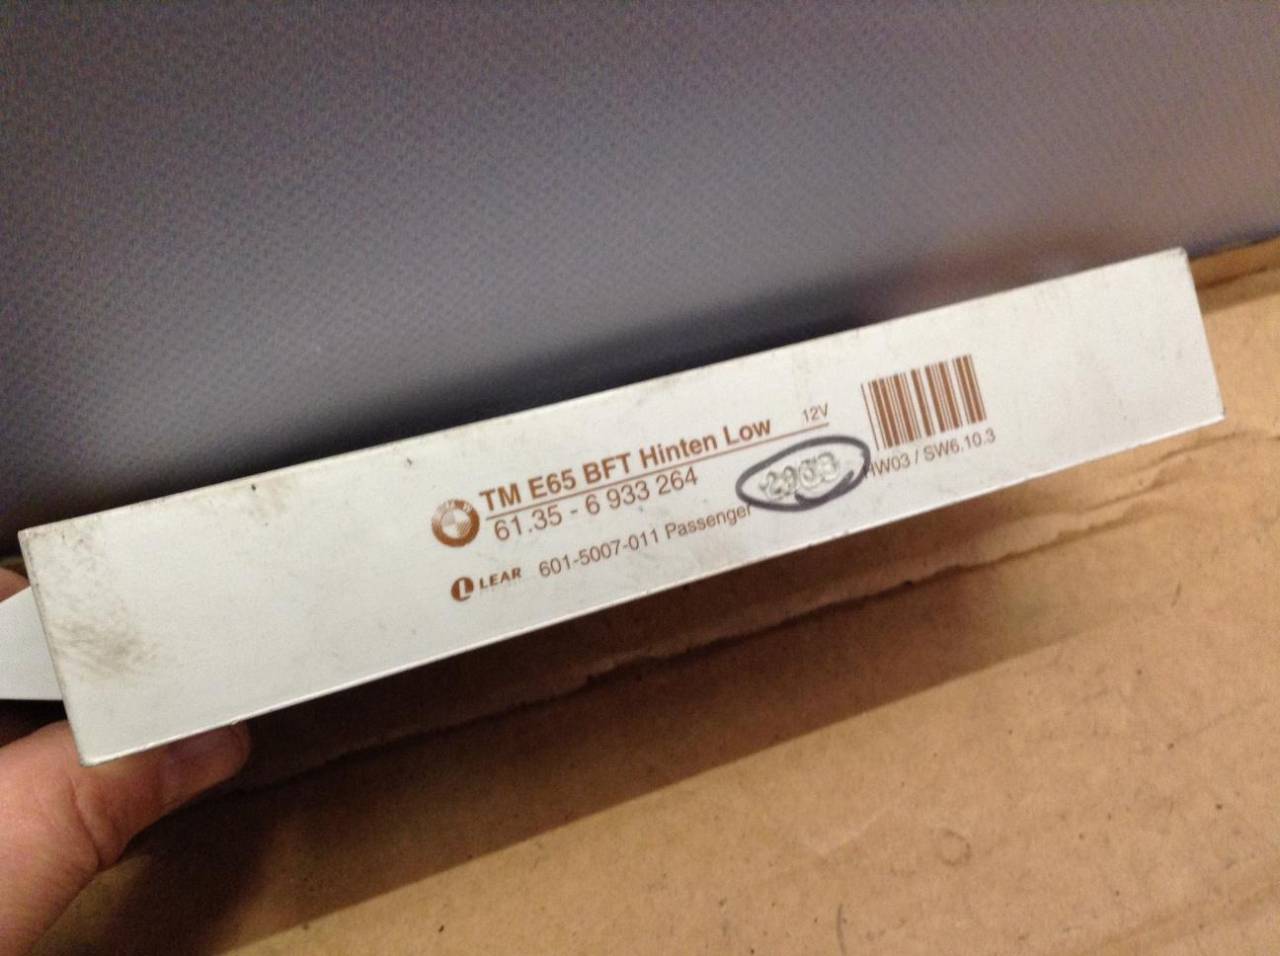 TM E65 BFT Hinten Low 12V
61.35 - 6 933 264
LEAR 601-5007-011 Passenger
HW03 / SW6.10.3